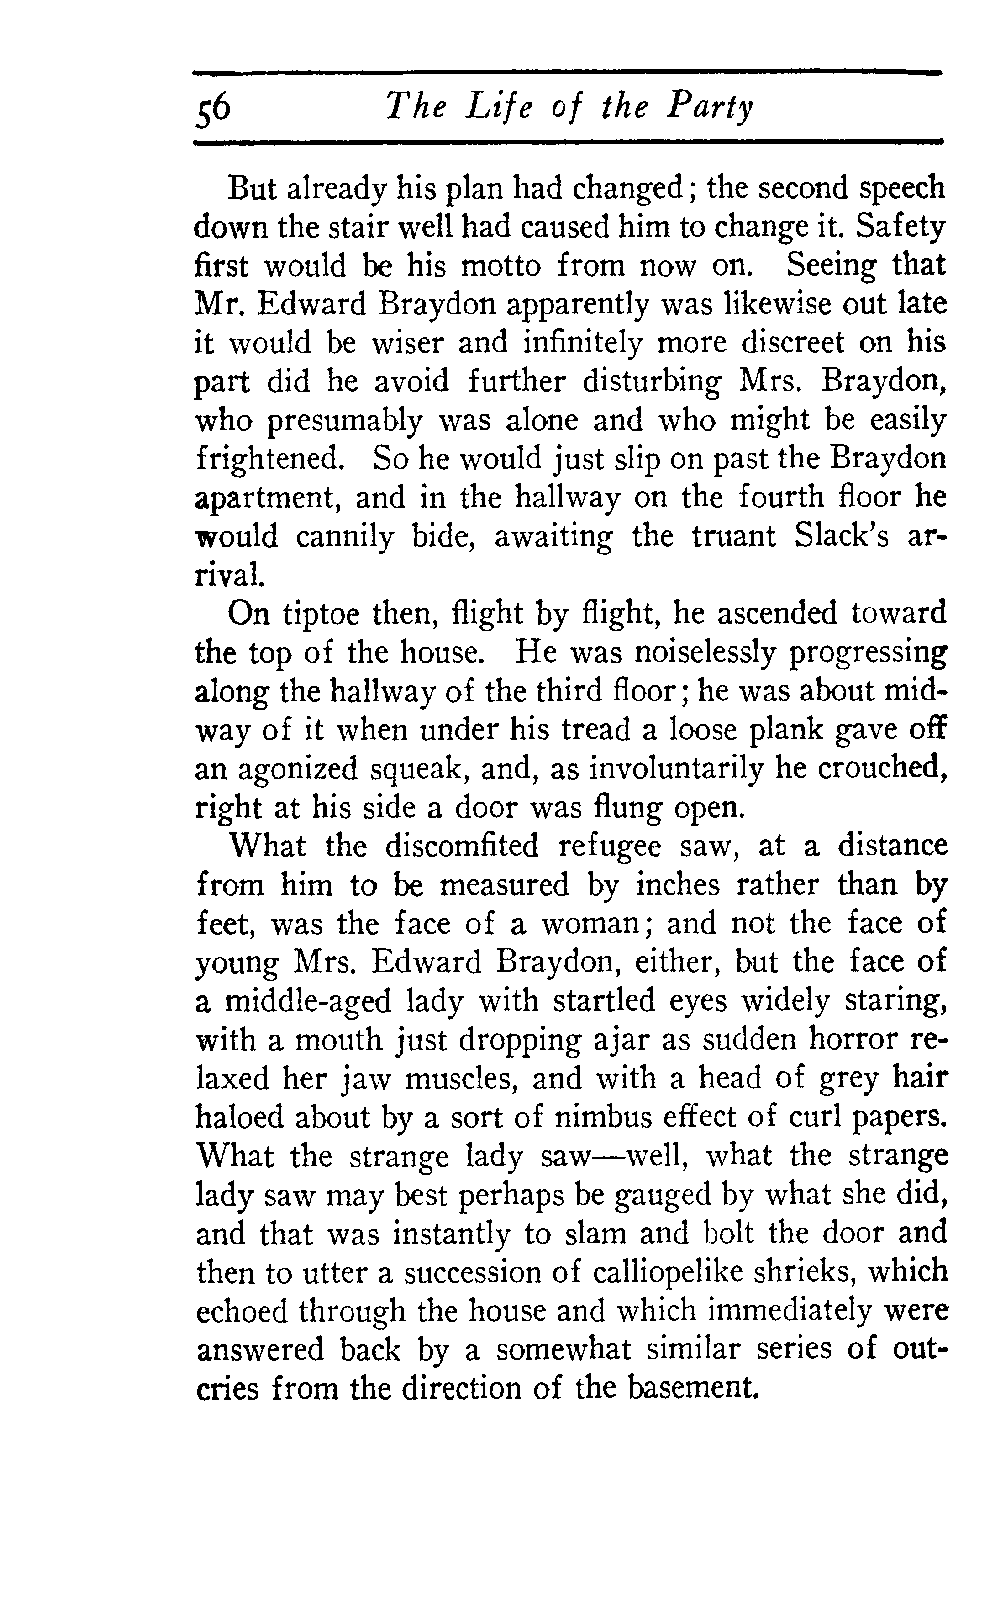 56 The Life of the Party
But already his plan had changed; the second speech
down the stair well had caused him to change it. Safety
first would be his motto from now on. Seeing that
Mr. Edward Braydon apparently was likewise out late
it would be wiser and infinitely more discreet on his
part did he avoid further disturbing Mrs. Braydon,
who presumably was alone and who might be easily
frightened. So he would just slip on past the Braydon
apartment, and in the hallway on the fourth floor he
would cannily bide, awaiting the truant Slack's ar-
rival.
On tiptoe then, flight by flight, he ascended toward
the top of the house. He was noiselessly progressing
along the hallway of the third floor; he was about mid-
way of it when under his tread a loose plank gave off
an agonized squeak, and, as involuntarily he crouched,
right at his side a door was flung open.
What the discomfited refugee saw, at a distance
from him to be measured by inches rather than by
feet, was the face of a woman; and not the face of
young Mrs. Edward Braydon, either, but the face of
a middle-aged lady with startled eyes widely staring,
with a mouth just dropping ajar as sudden horror re-
laxed her jaw muscles, and with a head of grey hair
haloed about by a sort of nimbus effect of curl papers.
What the strange lady saw—well, what the strange
lady saw may best perhaps be gauged by what she did,
and that was instantly to slam and bolt the door and
then to utter a succession of calliopelike shrieks, which
echoed through the house and which immediately were
answered back by a somewhat similar series of out-
cries from the direction of the basement.